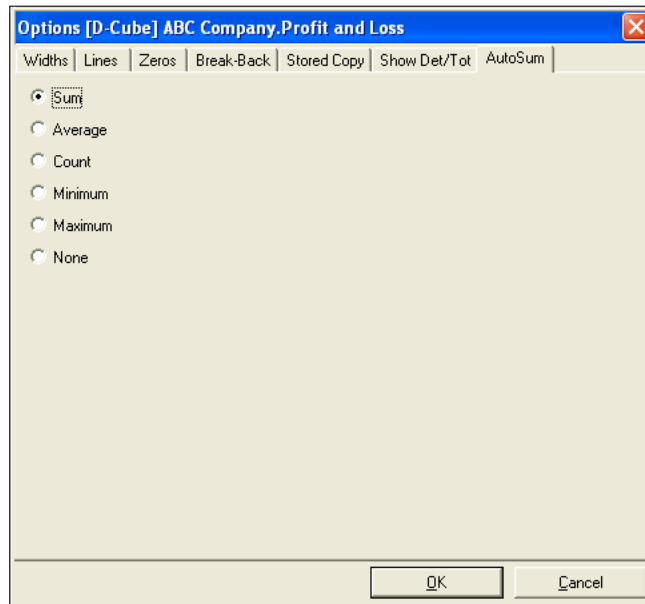 Options [D-Cube] ABC Company.Profit and Loss
Widths Lines Zeros Break-Back Stored Copy Show Det/Tot AutoSum
Sum
Average
Count
Minimum
Maximum
None
OK Cancel